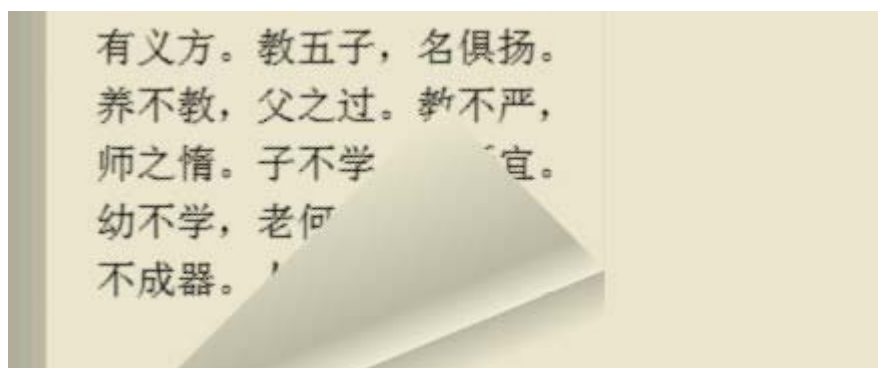 有义方。教五子，名俱扬。
养不教，父之过。教不严，
师之惰。子不学 宜。
幼不学，老何
不成器。